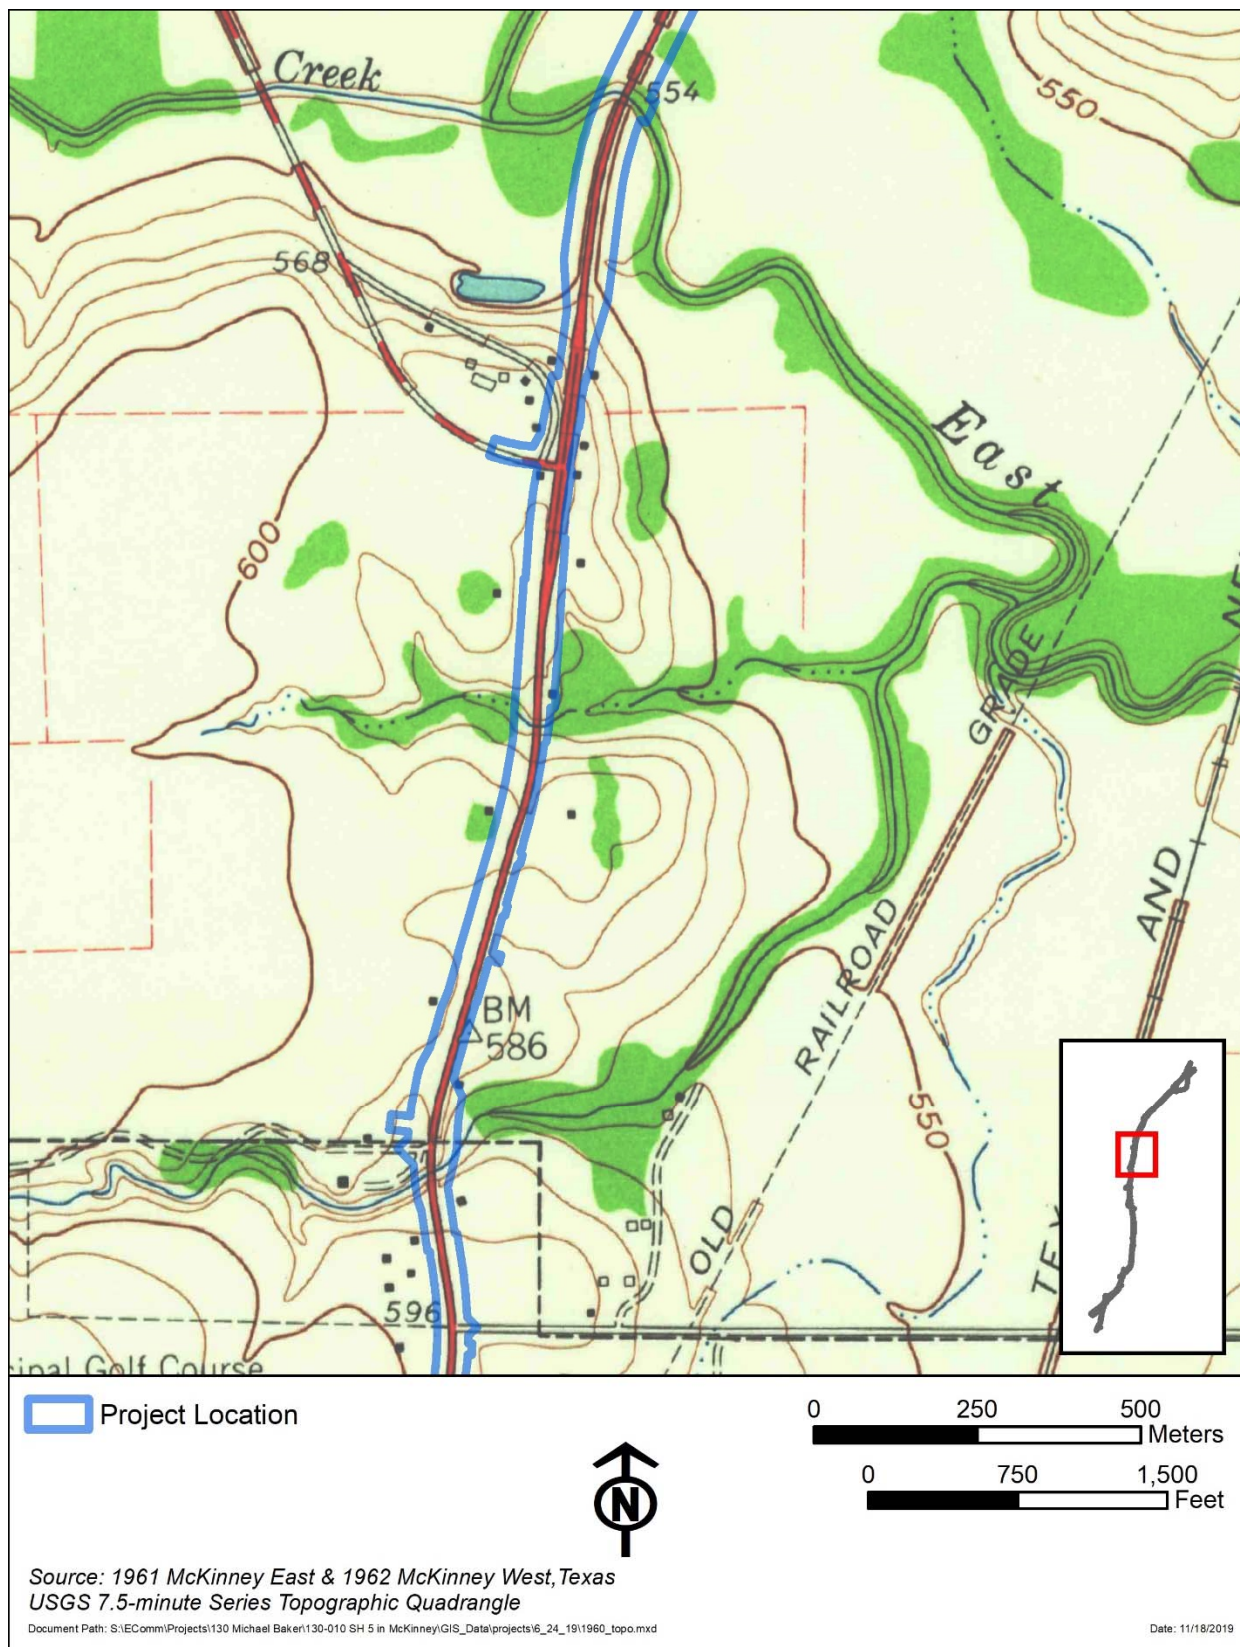 Creek
554
550
568
East
600
GRADE
RAILROAD
AND
BM
586
550
OLD
596
Golf Course
Project Location
0 250 500
Meters
0 750 1,500
Feet
N
Source: 1961 McKinney East & 1962 McKinney West,Texas
USGS 7.5-minute Series Topographic Quadrangle
Document Path: S:\EComm\Projects\130 Michael Baker\130-010 SH 5 in McKinney\GIS_Data\projects\6_24_19\1960_topo.mxd
Date: 11/18/2019